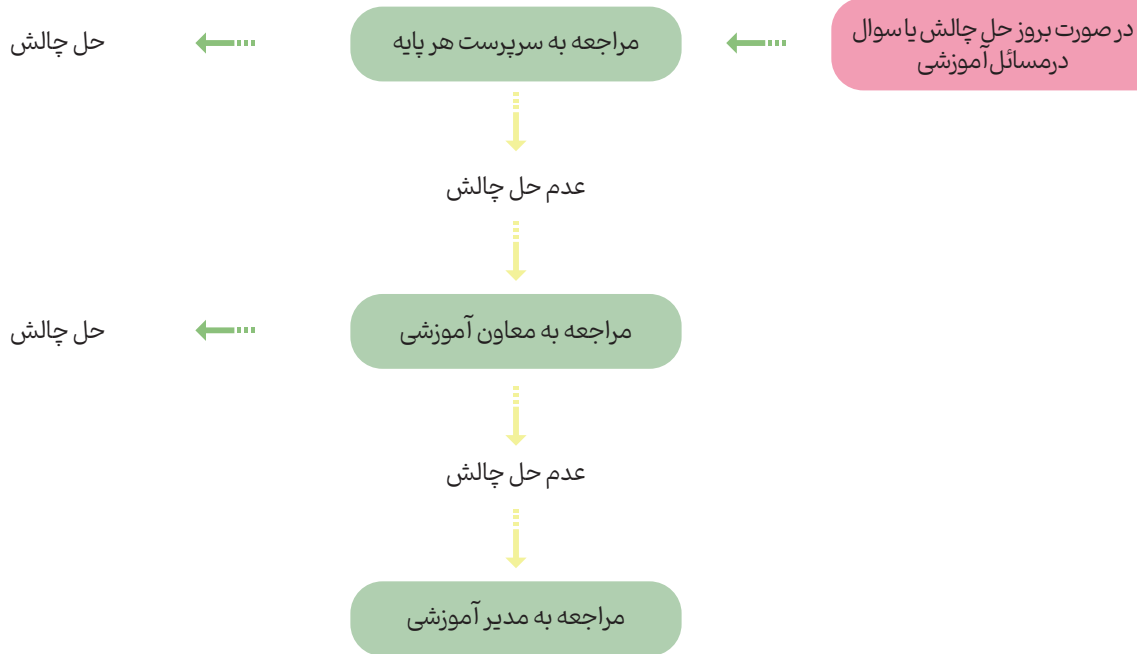 در صورت بروز حل چالش یا سوال
درمسائل آموزشی
مراجعه به سرپرست هر پایه
حل چالش
عدم حل چالش
مراجعه به معاون آموزشی
حل چالش
عدم حل چالش
مراجعه به مدیر آموزشی